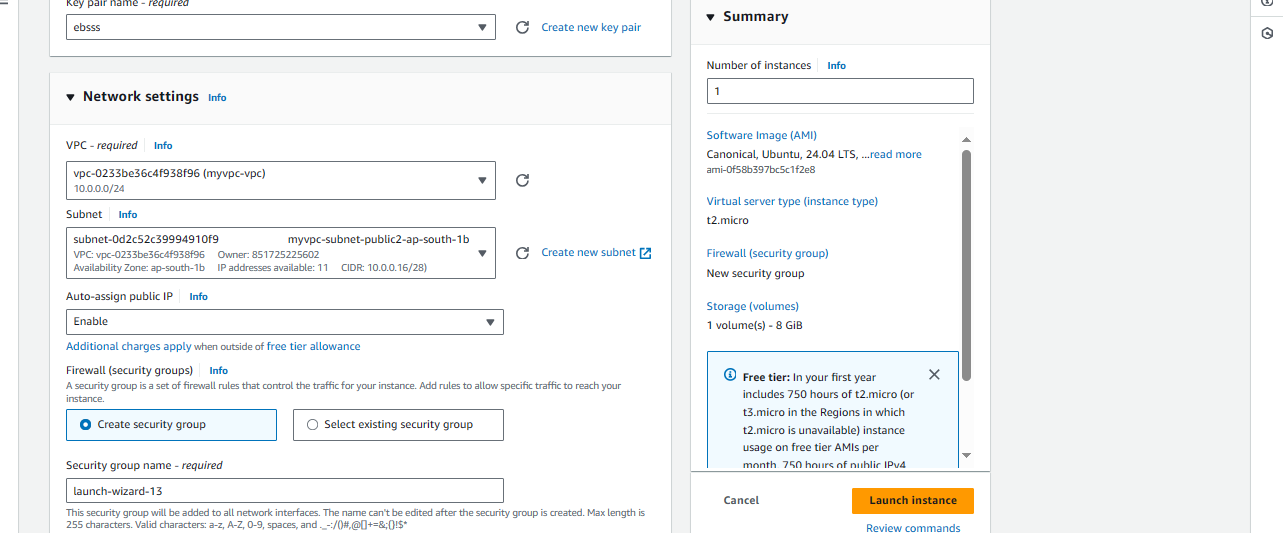 Key pair name - required
ebsss
Create new key pair
Network settings Info
VPC - required Info
vpc-0233be36c4f938f96 (myvpc-vpc)
10.0.0.0/24
Subnet Info
subnet-0d2c52c39994910f9 myvpc-subnet-public2-ap-south-1b
VPC: vpc-0233be36c4f938f96 Owner: 851725225602
Availability Zone: ap-south-1b IP addresses available: 11 CIDR: 10.0.0.16/28)
Create new subnet
Auto-assign public IP Info
Enable
Additional charges apply when outside of free tier allowance
Firewall (security groups) Info
A security group is a set of firewall rules that control the traffic for your instance. Add rules to allow specific traffic to reach your
instance.
Create security group
Select existing security group
Security group name - required
launch-wizard-13
This security group will be added to all network interfaces. The name can't be edited after the security group is created. Max length is
255 characters. Valid characters: a-z, A-Z, 0-9, spaces, and ._-:/()#,@[]+=&;{}!$*
Summary
Number of instances Info
1
Software Image (AMI)
Canonical, Ubuntu, 24.04 LTS, ...read more
ami-0f58b397bc5c1f2e8
Virtual server type (instance type)
t2.micro
Firewall (security group)
New security group
Storage (volumes)
1 volume(s) - 8 GiB
Free tier: In your first year
includes 750 hours of t2.micro (or
t3.micro in the Regions in which
t2.micro is unavailable) instance
usage on free tier AMIs per
month, 750 hours of public IPv4
Cancel
Launch instance
Review commands